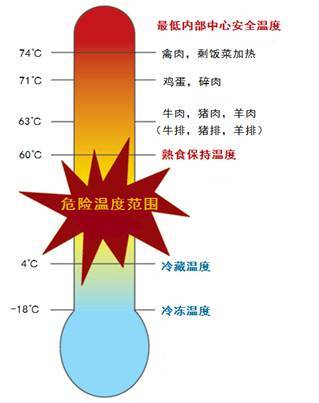 最低内部中心安全温度
74℃ 禽肉，剩饭菜加热
71℃ 鸡蛋，碎肉
63℃ 牛肉，猪肉，羊肉
（牛排，猪排，羊排）
60℃ 熟食保持温度
危险温度范围
4℃ 冷藏温度
-18℃ 冷冻温度